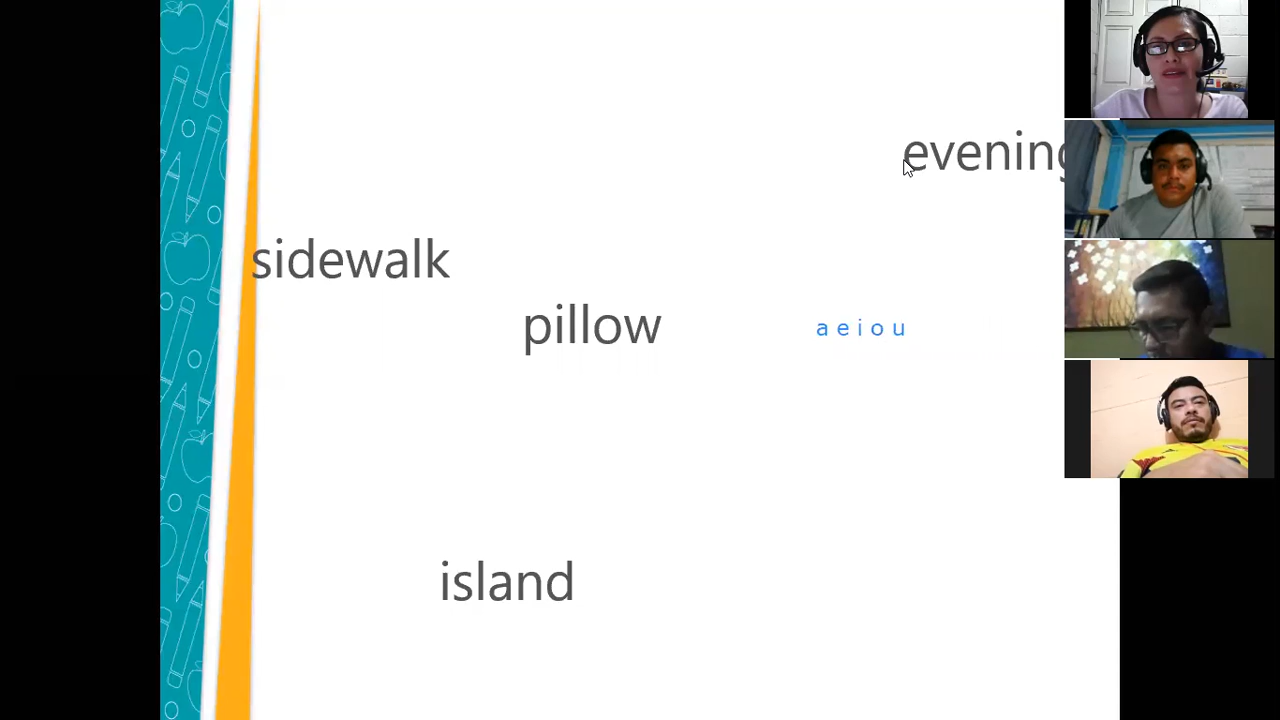 evening
sidewalk
pillow
a e i o u
island